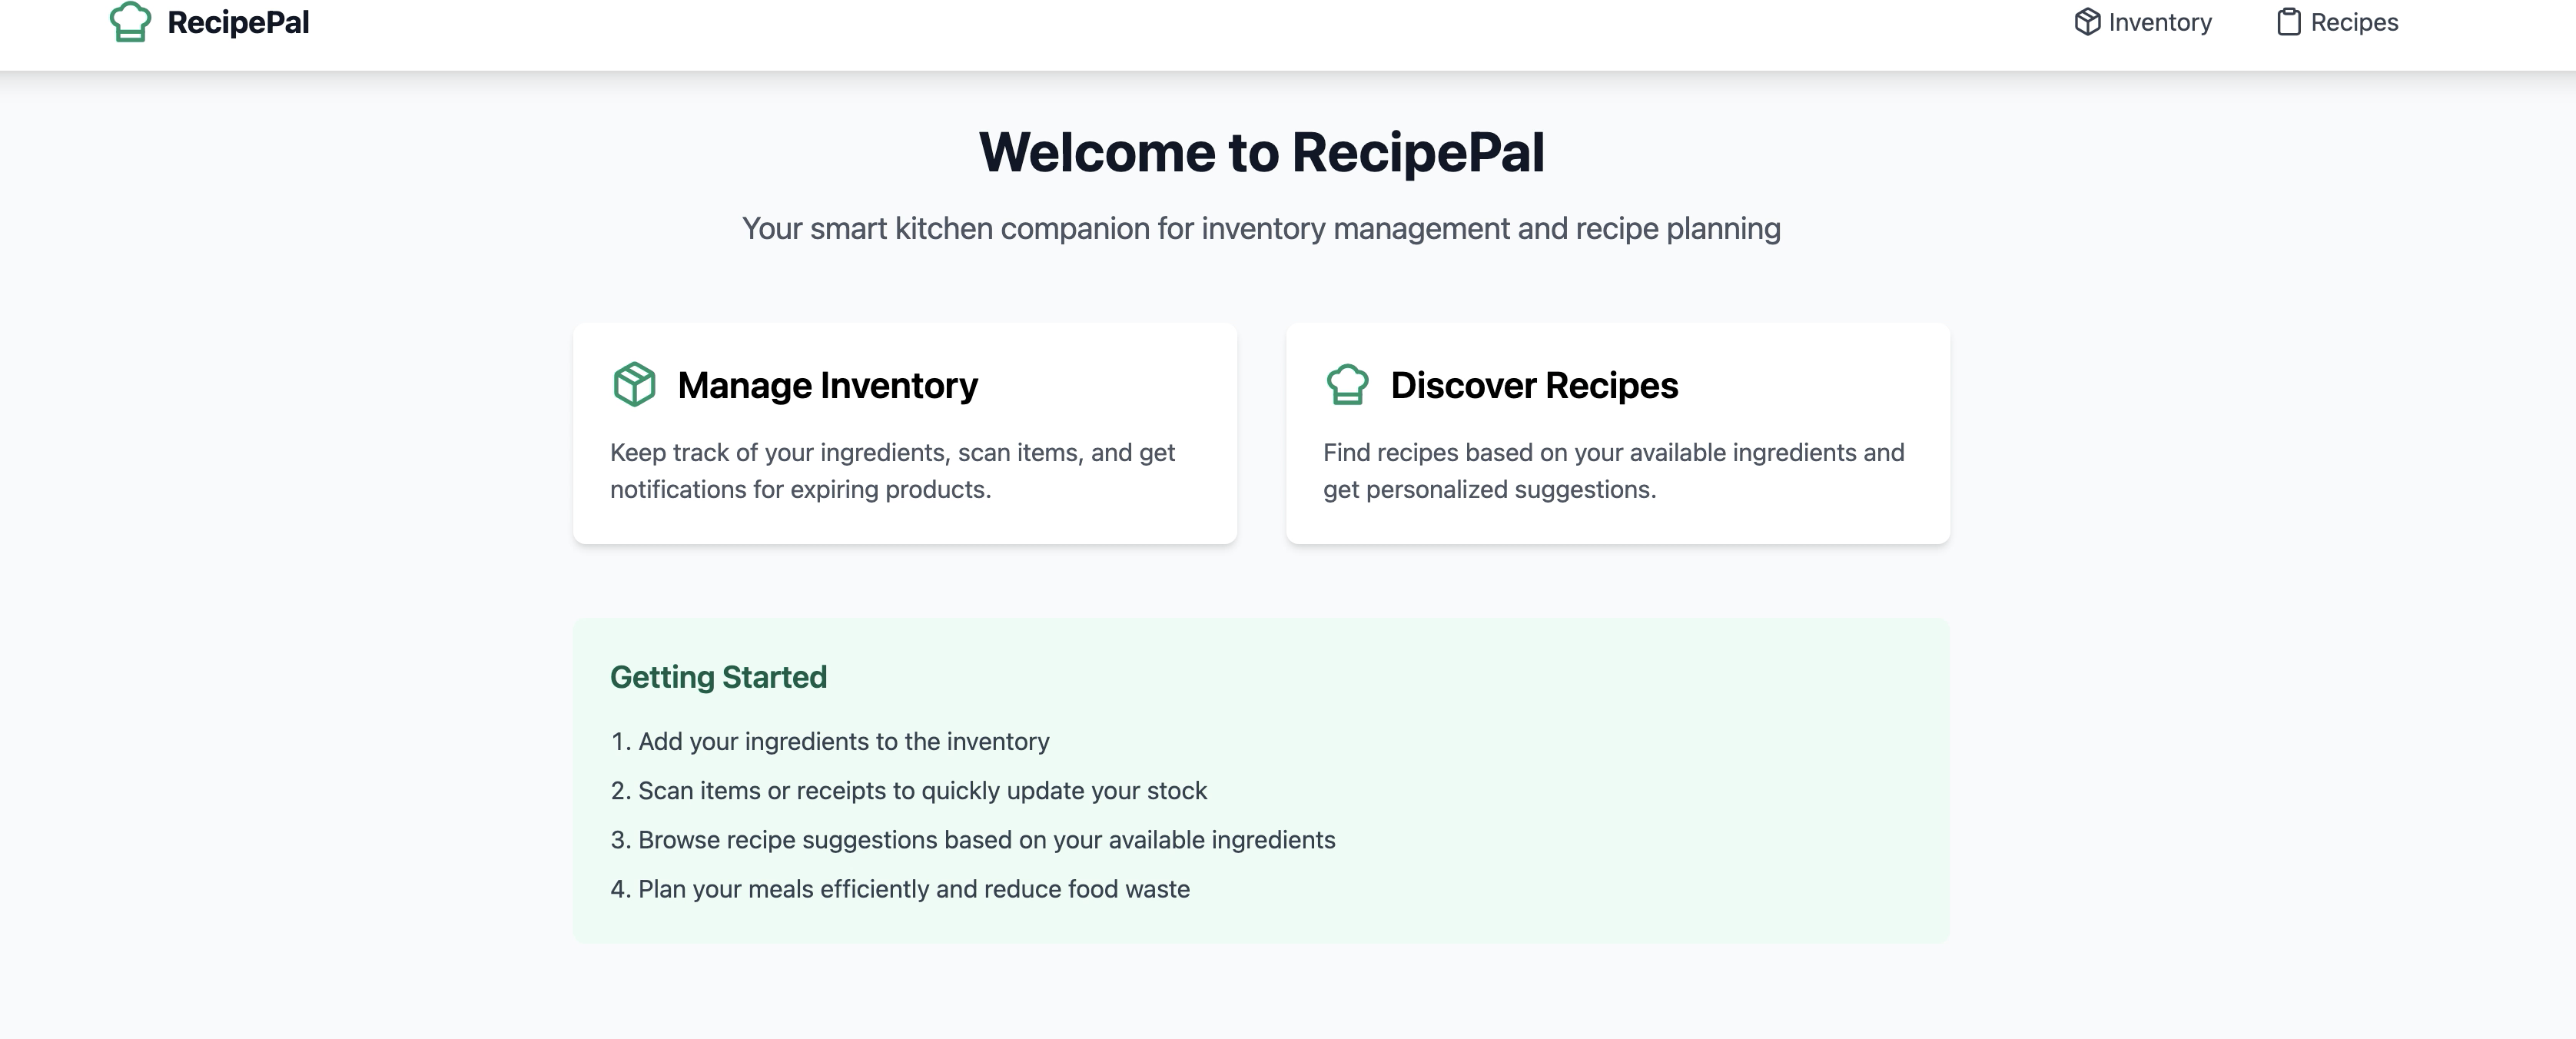 RecipePal
Inventory
Recipes
Welcome to RecipePal
Your smart kitchen companion for inventory management and recipe planning
Manage Inventory
Keep track of your ingredients, scan items, and get
notifications for expiring products.
Discover Recipes
Find recipes based on your available ingredients and
get personalized suggestions.
Getting Started
1. Add your ingredients to the inventory
2. Scan items or receipts to quickly update your stock
3. Browse recipe suggestions based on your available ingredients
4. Plan your meals efficiently and reduce food waste